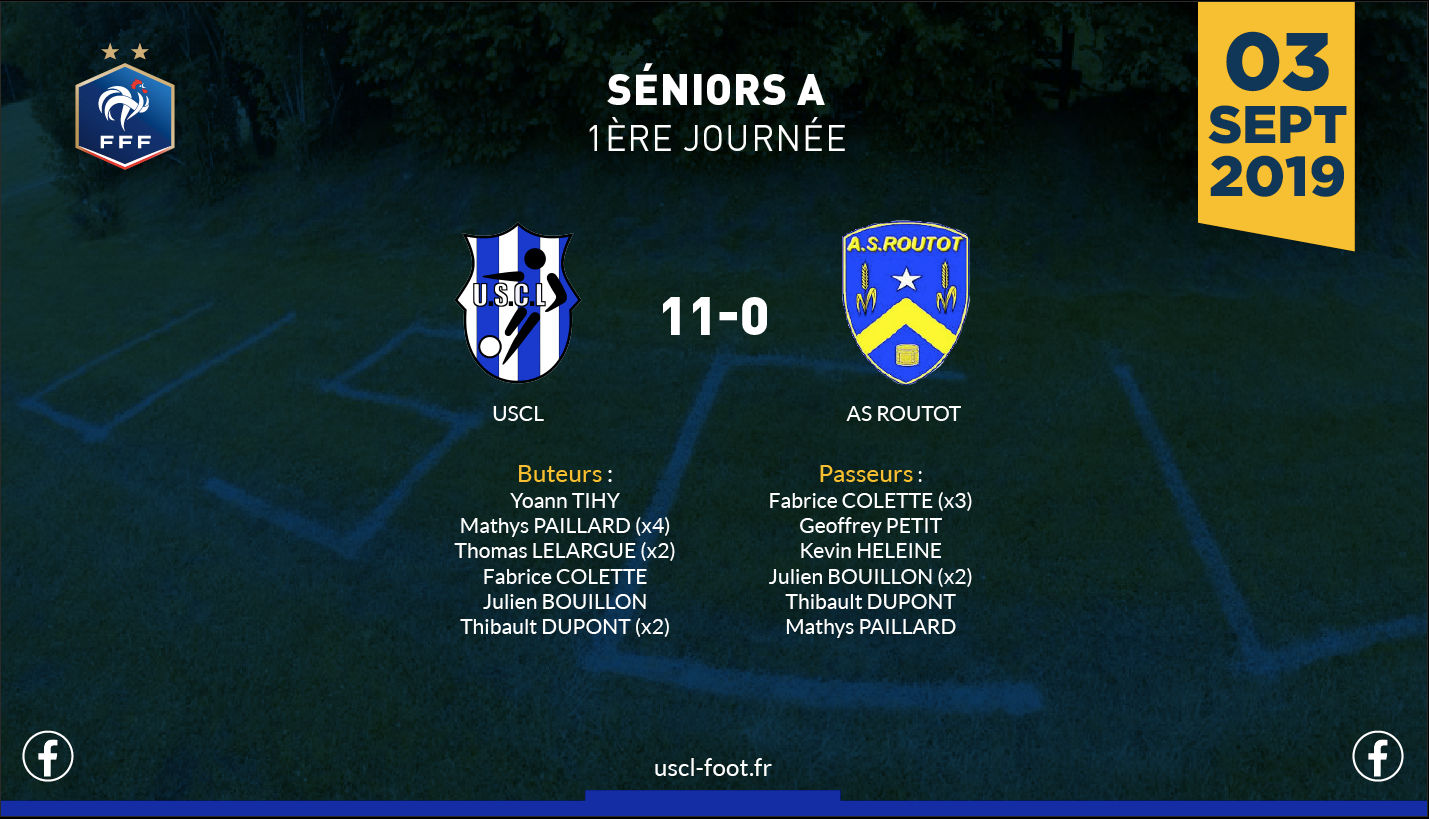 FFF
SÉNIORS A
1ÈRE JOURNÉE
03
SEPT
2019
U.S.C.L
11-0
A.S.ROUTOT
USCL
AS ROUTOT
Buteurs :
Yoann TIHY
Mathys PAILLARD (x4)
Thomas LELARGUE (x2)
Fabrice COLETTE
Julien BOUILLON
Thibault DUPONT (x2)
Passeurs :
Fabrice COLETTE (x3)
Geoffrey PETIT
Kevin HELEINE
Julien BOUILLON (x2)
Thibault DUPONT
Mathys PAILLARD
uscl-foot.fr